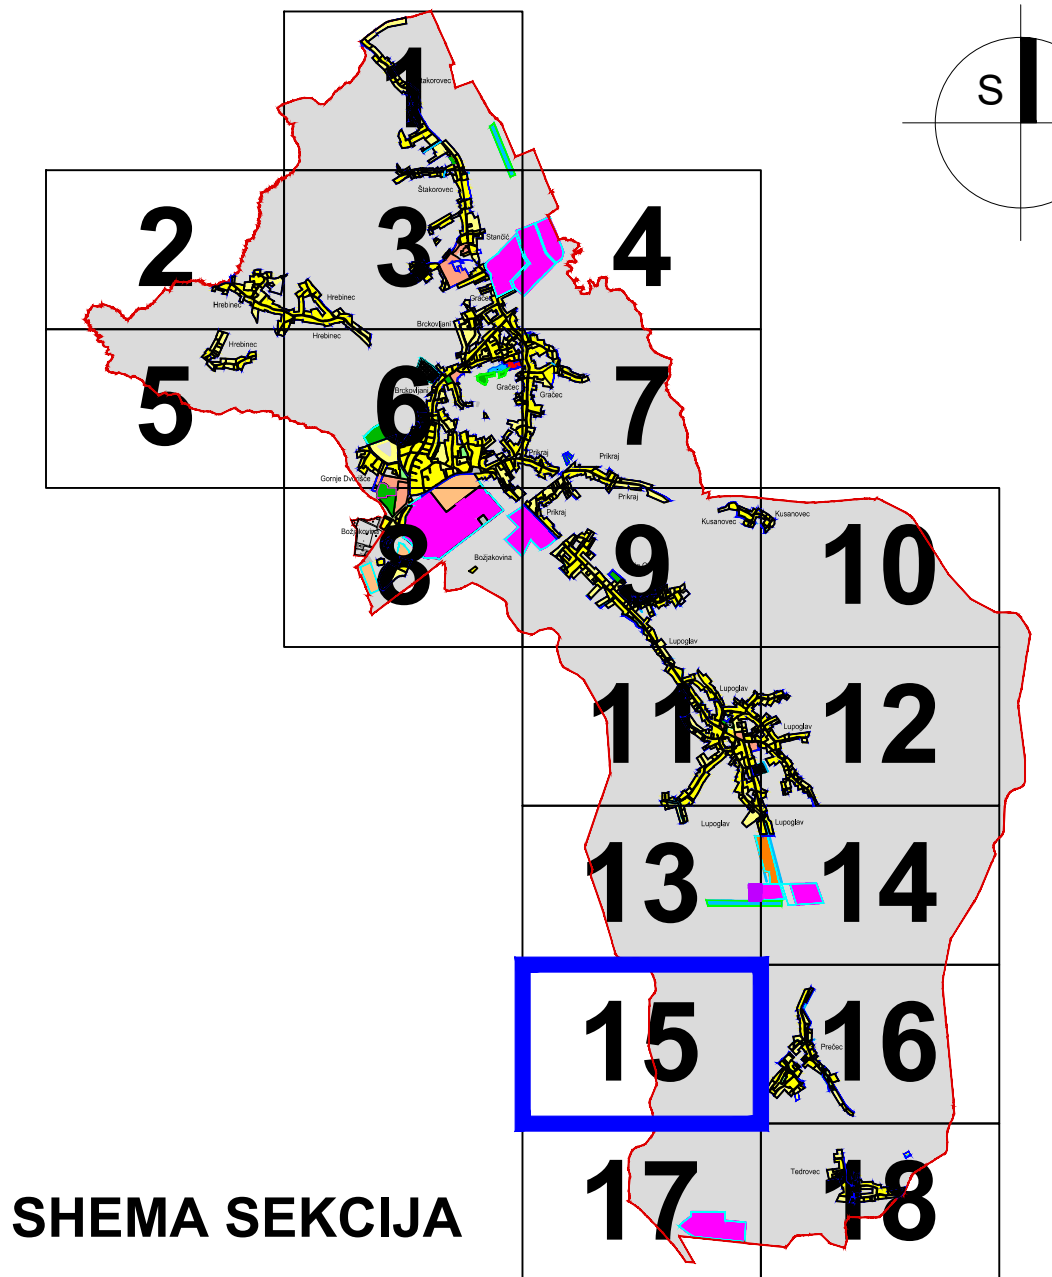 1
S
Štakorovec
2
3
4
Štakorovec
Stančić
Hrebinec
Hrebinec
Gračec
Brckovljani
Hrebinec
Hrebinec
5
6
7
Brckovljani
Gračec
Gračec
Prikraj
Prikraj
Gornje Dvorišće
Prikraj
Prikraj
Kusanovec
Kusanovec
Božjakovina
8
9
10
Božjakovina
Lupoglav
11
12
Lupoglav
Lupoglav
Lupoglav
Lupoglav
13
14
15
16
Prečec
Tedrovec
17
18
SHEMA SEKCIJA